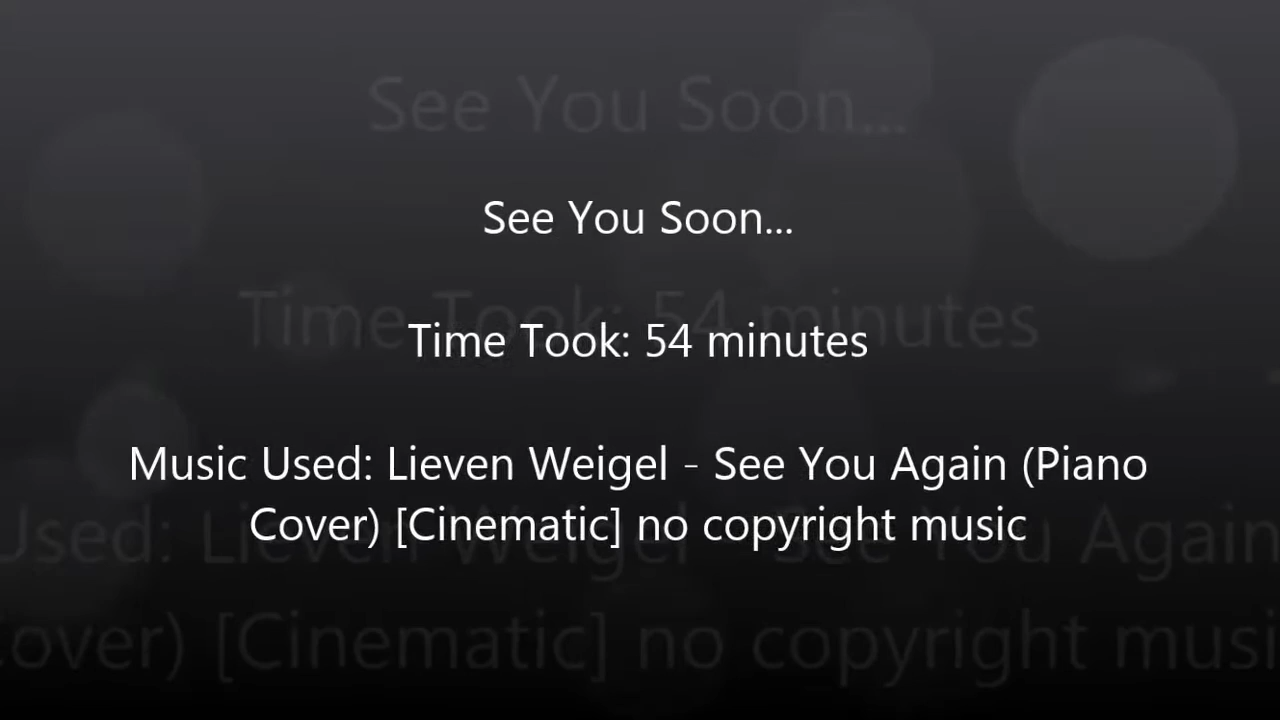 See You Soon...
Time Took: 54 minutes
Music Used: Lieven Weigel - See You Again (Piano
Cover) [Cinematic] no copyright music